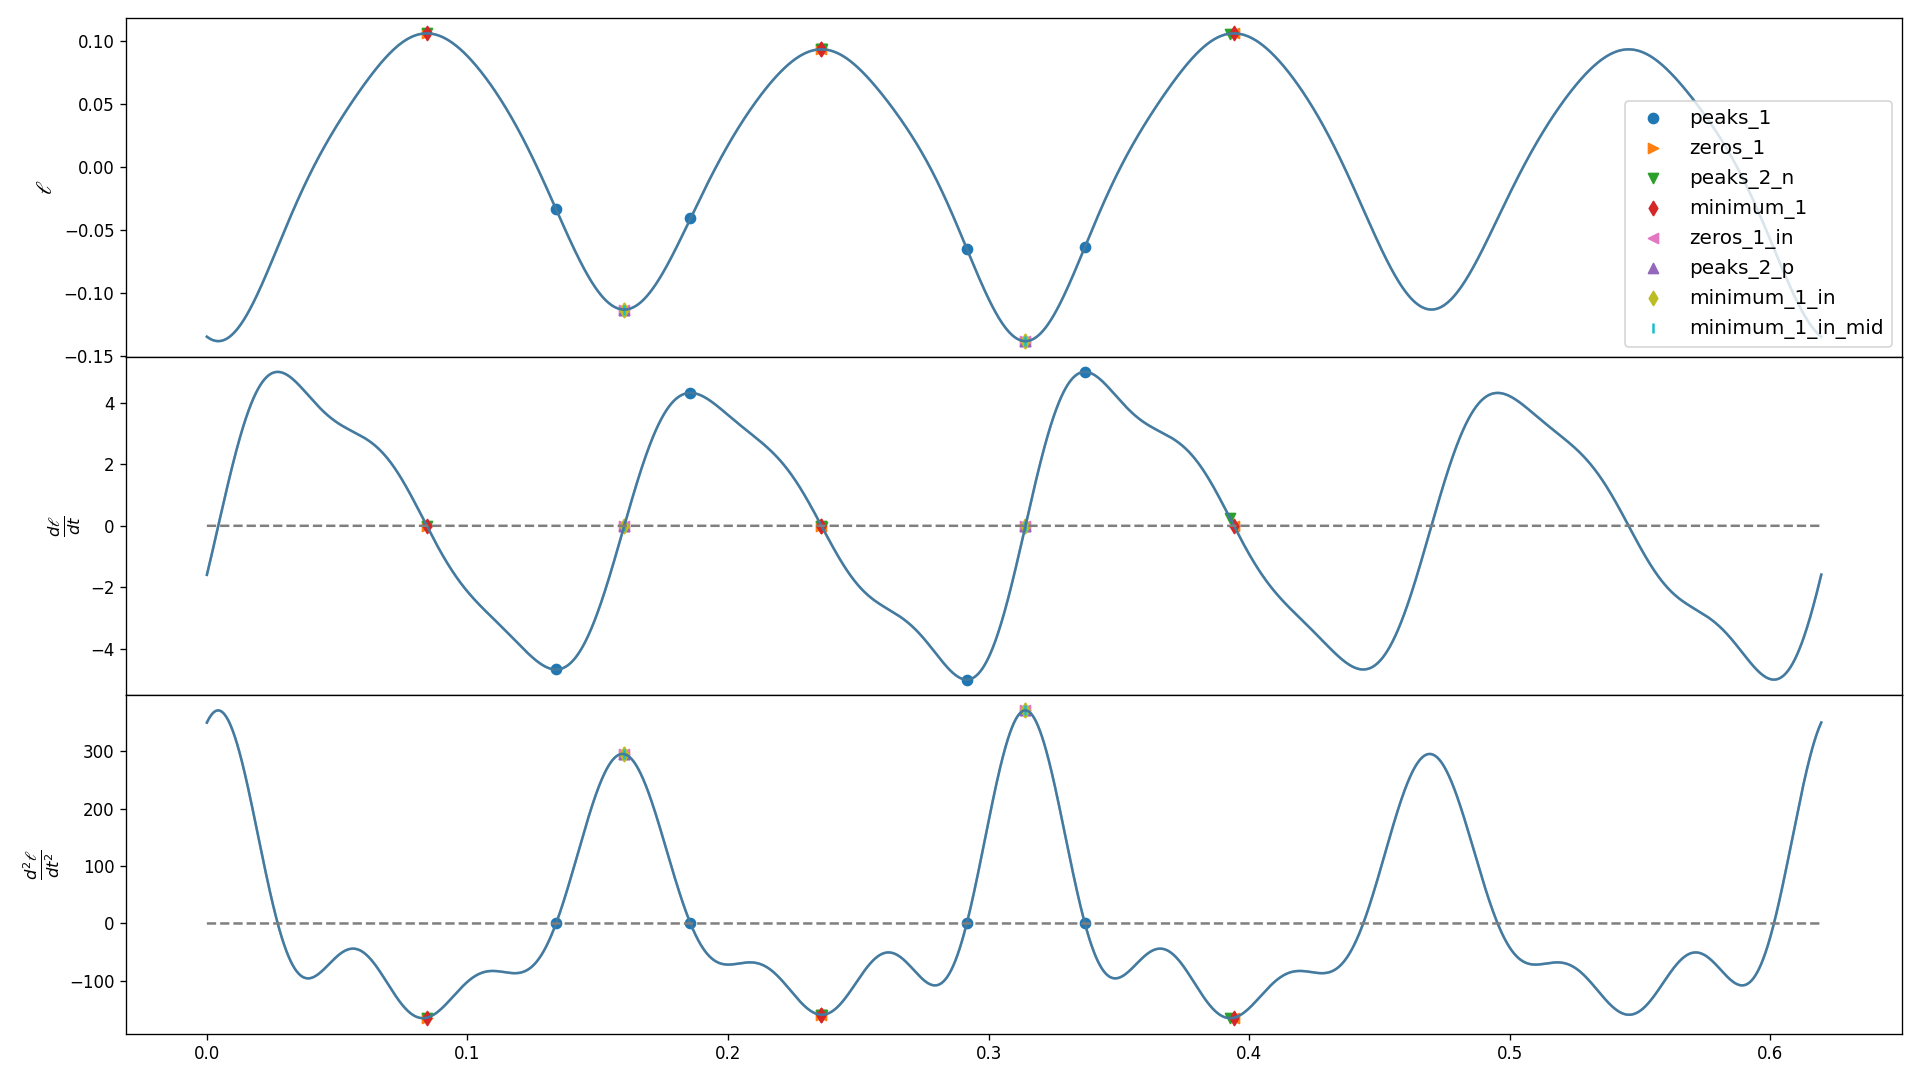 0.10
0.05
0.00
−0.05
−0.10
−0.15
ℓ
peaks_1
zeros_1
peaks_2_n
minimum_1
zeros_1_in
peaks_2_p
minimum_1_in
minimum_1_in_mid
4
2
0
−2
−4
dℓ
dt
300
200
100
0
−100
d²ℓ
dt²
0.0 0.1 0.2 0.3 0.4 0.5 0.6